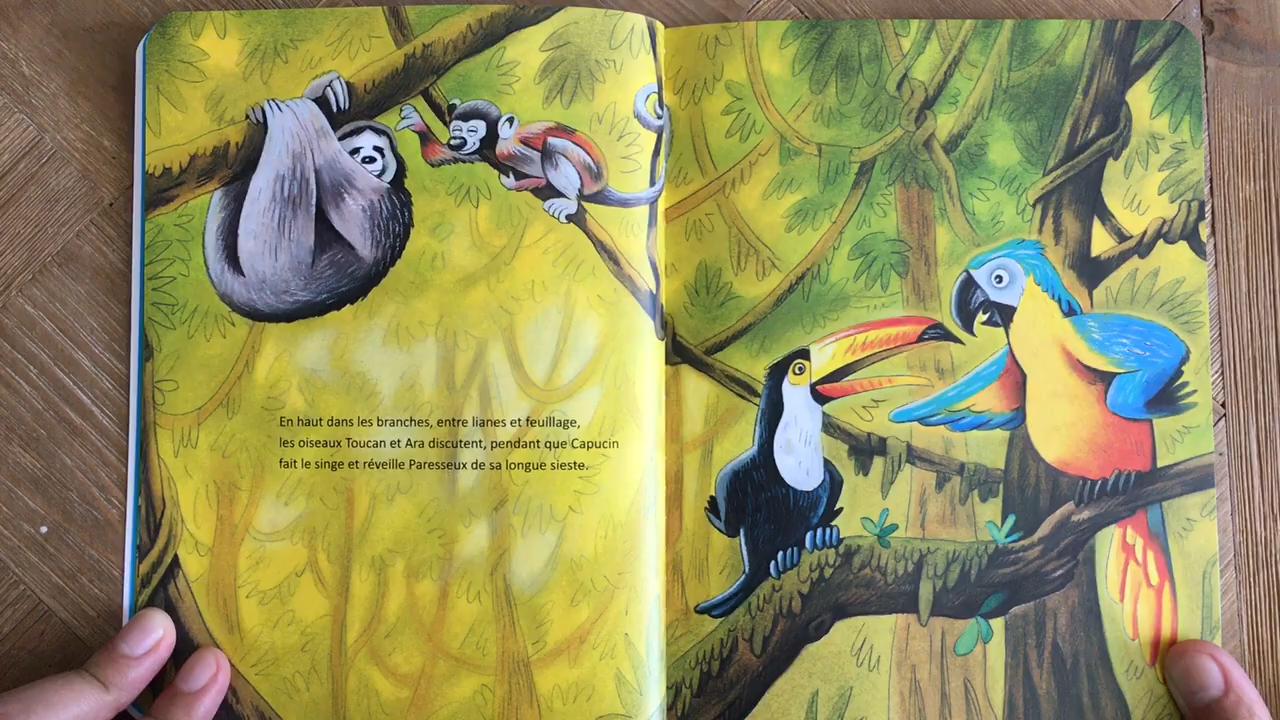 En haut dans les branches, entre lianes et feuillage,
les oiseaux Toucan et Ara discutent, pendant que Capucin
fait le singe et réveille Paresseux de sa longue sieste.